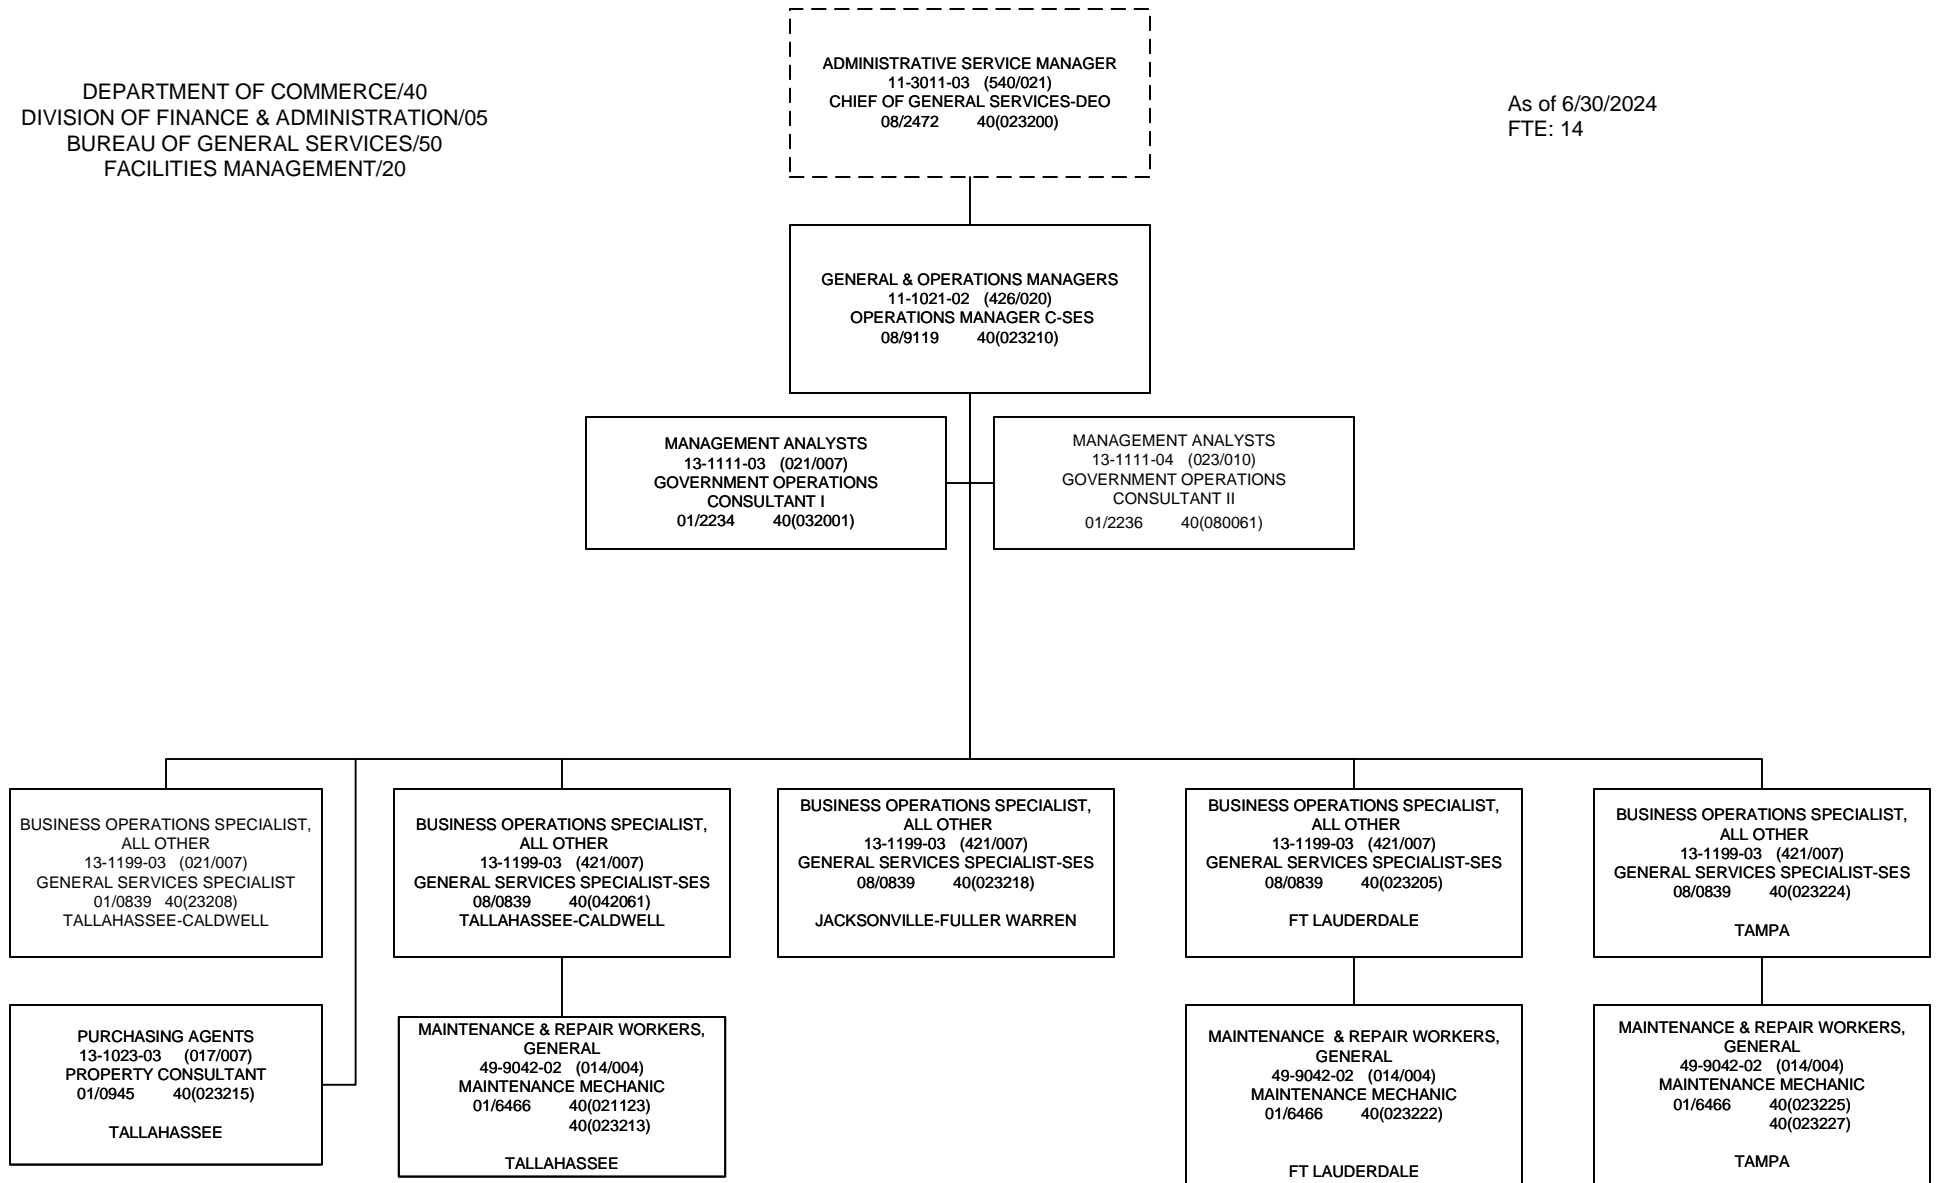 DEPARTMENT OF COMMERCE/40
DIVISION OF FINANCE & ADMINISTRATION/05
BUREAU OF GENERAL SERVICES/50
FACILITIES MANAGEMENT/20
ADMINISTRATIVE SERVICE MANAGER
11-3011-03 (540/021)
CHIEF OF GENERAL SERVICES-DEO
08/2472 40(023200)
As of 6/30/2024
FTE: 14
GENERAL & OPERATIONS MANAGERS
11-1021-02 (426/020)
OPERATIONS MANAGER C-SES
08/9119 40(023210)
MANAGEMENT ANALYSTS
13-1111-03 (021/007)
GOVERNMENT OPERATIONS
CONSULTANT I
01/2234 40(032001)
MANAGEMENT ANALYSTS
13-1111-04 (023/010)
GOVERNMENT OPERATIONS
CONSULTANT II
01/2236 40(080061)
BUSINESS OPERATIONS SPECIALIST,
ALL OTHER
13-1199-03 (021/007)
GENERAL SERVICES SPECIALIST
01/0839 40(23208)
TALLAHASSEE-CALDWELL
BUSINESS OPERATIONS SPECIALIST,
ALL OTHER
13-1199-03 (421/007)
GENERAL SERVICES SPECIALIST-SES
08/0839 40(042061)
TALLAHASSEE-CALDWELL
BUSINESS OPERATIONS SPECIALIST,
ALL OTHER
13-1199-03 (421/007)
GENERAL SERVICES SPECIALIST-SES
08/0839 40(023218)
JACKSONVILLE-FULLER WARREN
BUSINESS OPERATIONS SPECIALIST,
ALL OTHER
13-1199-03 (421/007)
GENERAL SERVICES SPECIALIST-SES
08/0839 40(023205)
FT LAUDERDALE
BUSINESS OPERATIONS SPECIALIST,
ALL OTHER
13-1199-03 (421/007)
GENERAL SERVICES SPECIALIST-SES
08/0839 40(023224)
TAMPA
PURCHASING AGENTS
13-1023-03 (017/007)
PROPERTY CONSULTANT
01/0945 40(023215)
TALLAHASSEE
MAINTENANCE & REPAIR WORKERS,
GENERAL
49-9042-02 (014/004)
MAINTENANCE MECHANIC
01/6466 40(021123)
40(023213)
TALLAHASSEE
MAINTENANCE & REPAIR WORKERS,
GENERAL
49-9042-02 (014/004)
MAINTENANCE MECHANIC
01/6466 40(023222)
FT LAUDERDALE
MAINTENANCE & REPAIR WORKERS,
GENERAL
49-9042-02 (014/004)
MAINTENANCE MECHANIC
01/6466 40(023225)
40(023227)
TAMPA